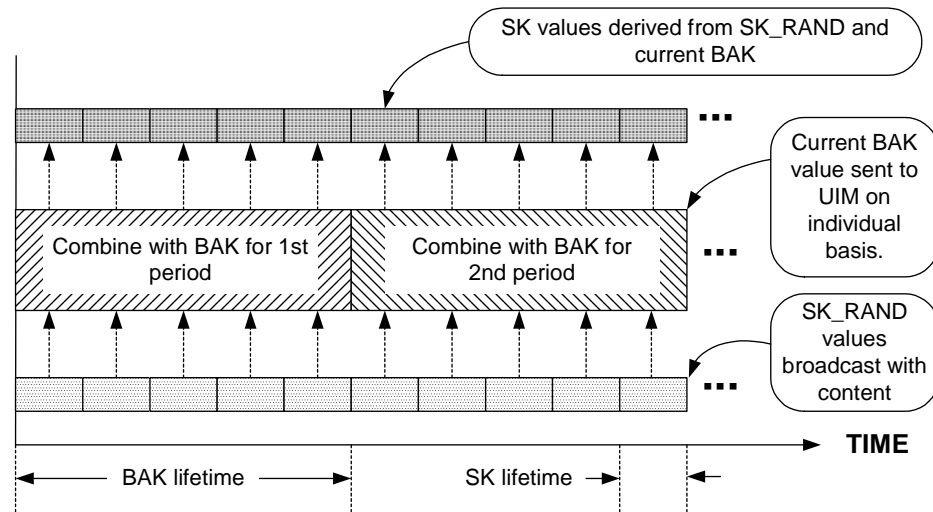 SK values derived from SK_RAND and
current BAK
...
Current BAK
value sent to
UIM on
individual
basis.
Combine with BAK for 1st
period
Combine with BAK for
2nd period
...
SK_RAND
values
broadcast with
content
...
TIME
BAK lifetime
SK lifetime